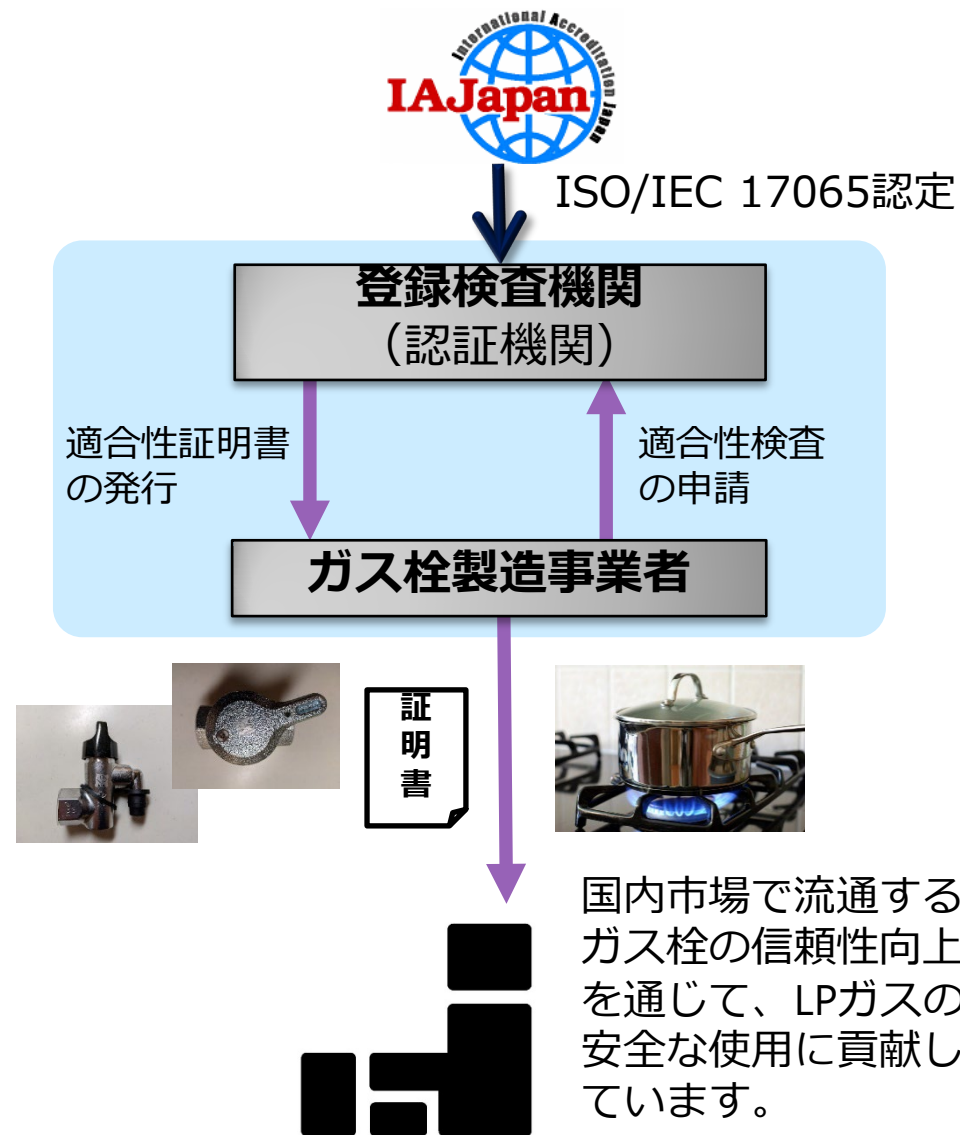 International Accreditation Japan
IAJapan
ISO/IEC 17065認定
登録検査機関
（認証機関）
適合性証明書
の発行
適合性検査
の申請
ガス栓製造事業者
証
明
書
国内市場で流通する
ガス栓の信頼性向上
を通じて、LPガスの
安全な使用に貢献し
ています。